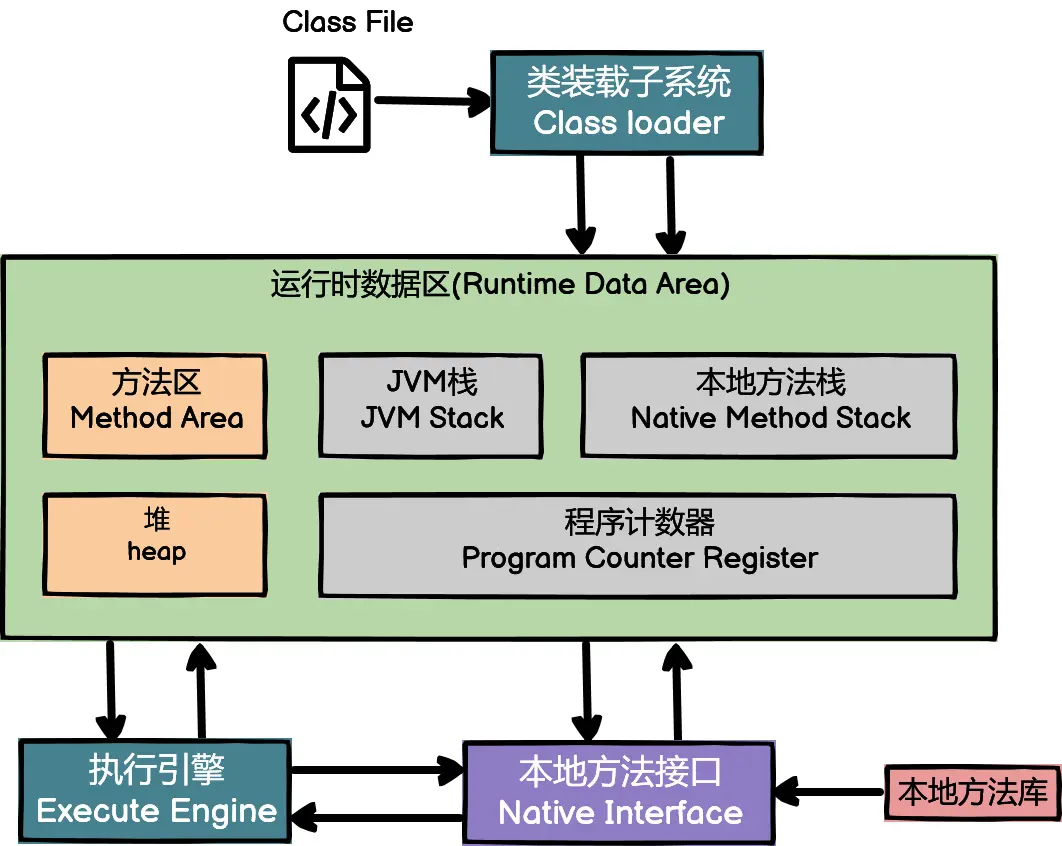 Class File
</>
类装载子系统
Class loader
运行时数据区(Runtime Data Area)
方法区
Method Area
JVM栈
JVM Stack
本地方法栈
Native Method Stack
堆
heap
程序计数器
Program Counter Register
执行引擎
Execute Engine
本地方法接口
Native Interface
本地方法库